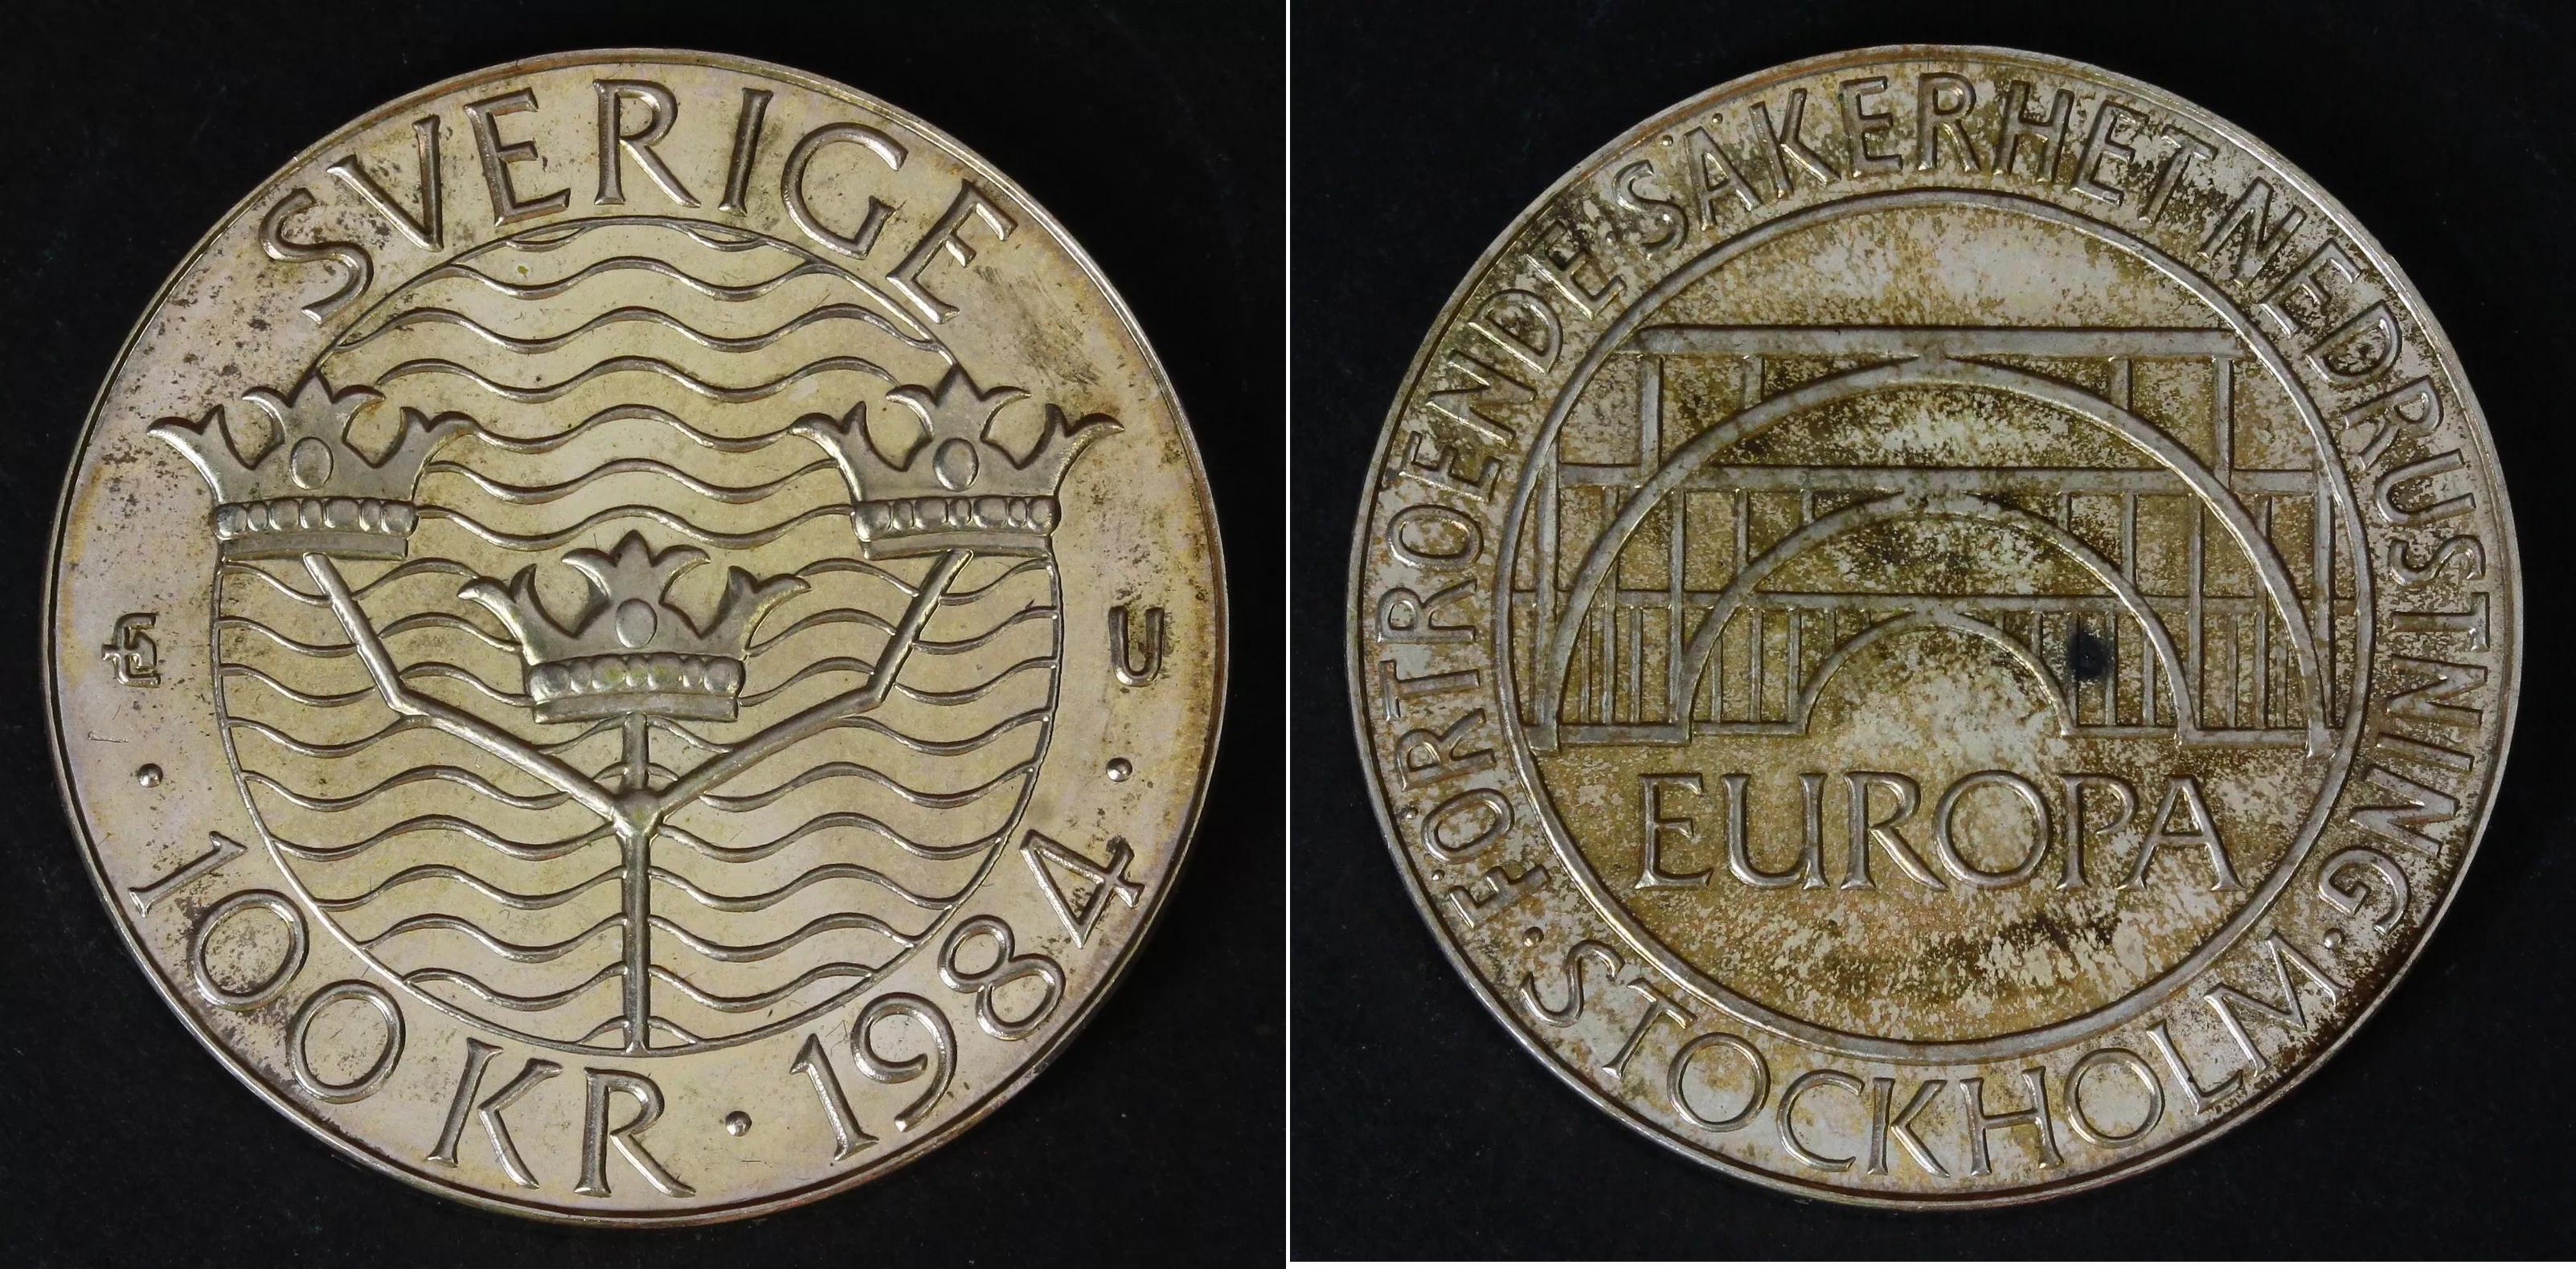 SVERIGE
U
· 100 KR · 1984 ·
FÖRTROENDE SÄKERHET NEDRUSTNING
EUROPA
· STOCKHOLM ·